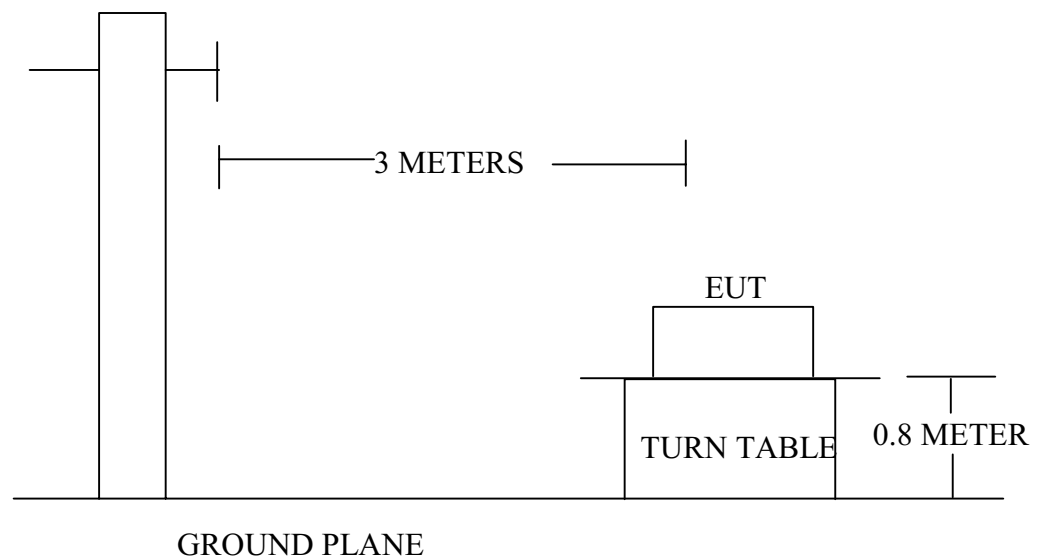 3 METERS
EUT
TURN TABLE
0.8 METER
GROUND PLANE